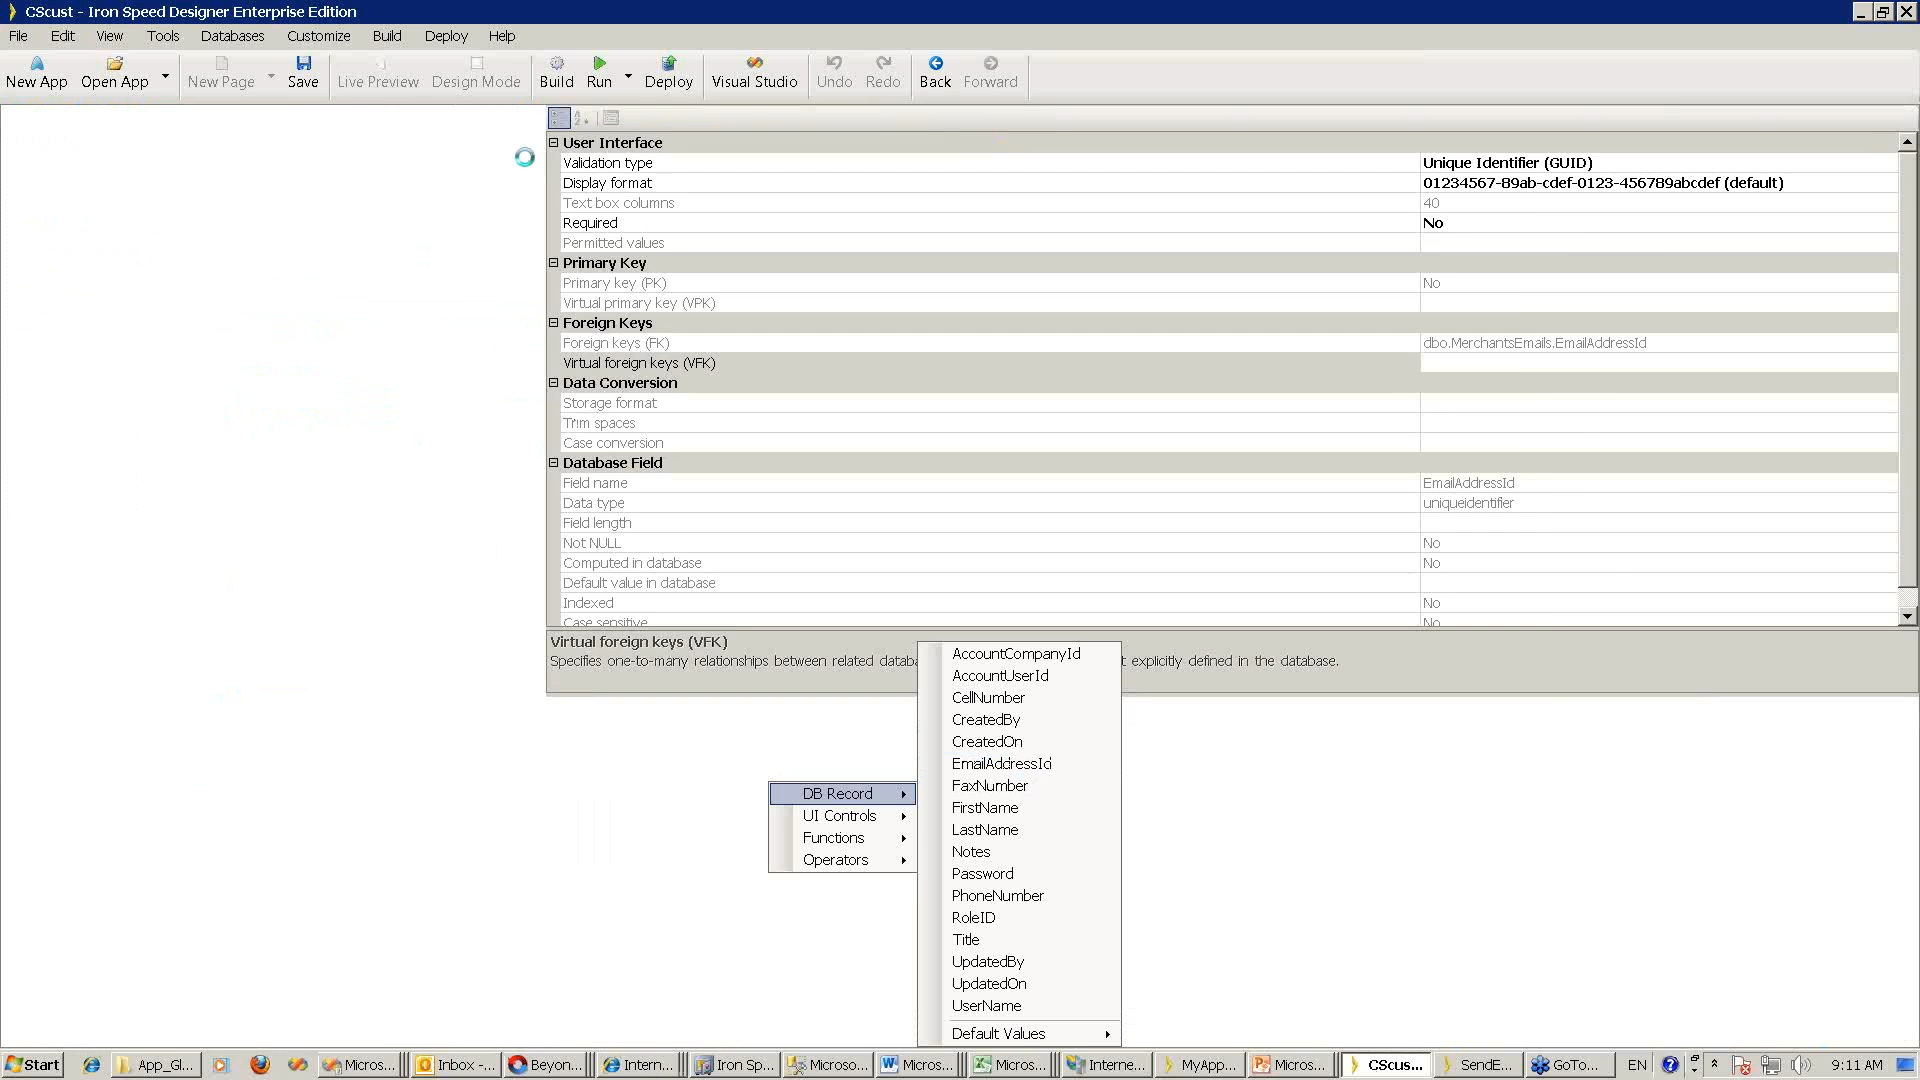 CScust - Iron Speed Designer Enterprise Edition
File Edit View Tools Databases Customize Build Deploy Help
New App Open App New Page Save Live Preview Design Mode Build Run Deploy Visual Studio Undo Redo Back Forward
User Interface
Validation type Unique Identifier (GUID)
Display format 01234567-89ab-cdef-0123-456789abcdef (default)
Text box columns 40
Required No
Permitted values
Primary Key
Primary key (PK) No
Virtual primary key (VPK)
Foreign Keys
Foreign keys (FK) dbo.MerchantsEmails.EmailAddressId
Virtual foreign keys (VFK)
Data Conversion
Storage format
Trim spaces
Case conversion
Database Field
Field name EmailAddressId
Data type uniqueidentifier
Field length
Not NULL No
Computed in database No
Default value in database
Indexed No
Case sensitive No
Virtual foreign keys (VFK)
Specifies one-to-many relationships between related databa t explicitly defined in the database.
DB Record
UI Controls
Functions
Operators
AccountCompanyId
AccountUserId
CellNumber
CreatedBy
CreatedOn
EmailAddressId
FaxNumber
FirstName
LastName
Notes
Password
PhoneNumber
RoleID
Title
UpdatedBy
UpdatedOn
UserName
Default Values
Start App_Gl... Micros... Inbox -... Beyon... Intern... Iron Sp... Microso... Micros... Micros... Interne... MyApp... Micros... CScus... SendE... GoTo... EN 9:11 AM